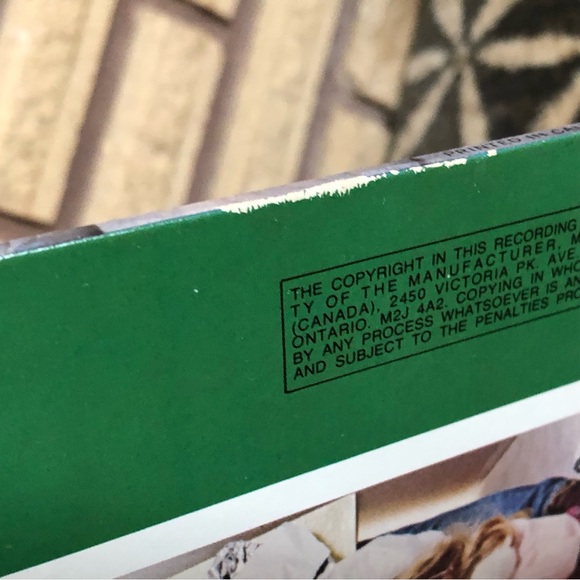 PRINTED IN CA
THE COPYRIGHT IN THIS RECORDING
TY OF THE MANUFACTURER, M
(CANADA), 2450 VICTORIA PK. AVE
ONTARIO. M2J 4A2. COPYING IN WHO
BY ANY PROCESS WHATSOEVER IS AN
AND SUBJECT TO THE PENALTIES PRO